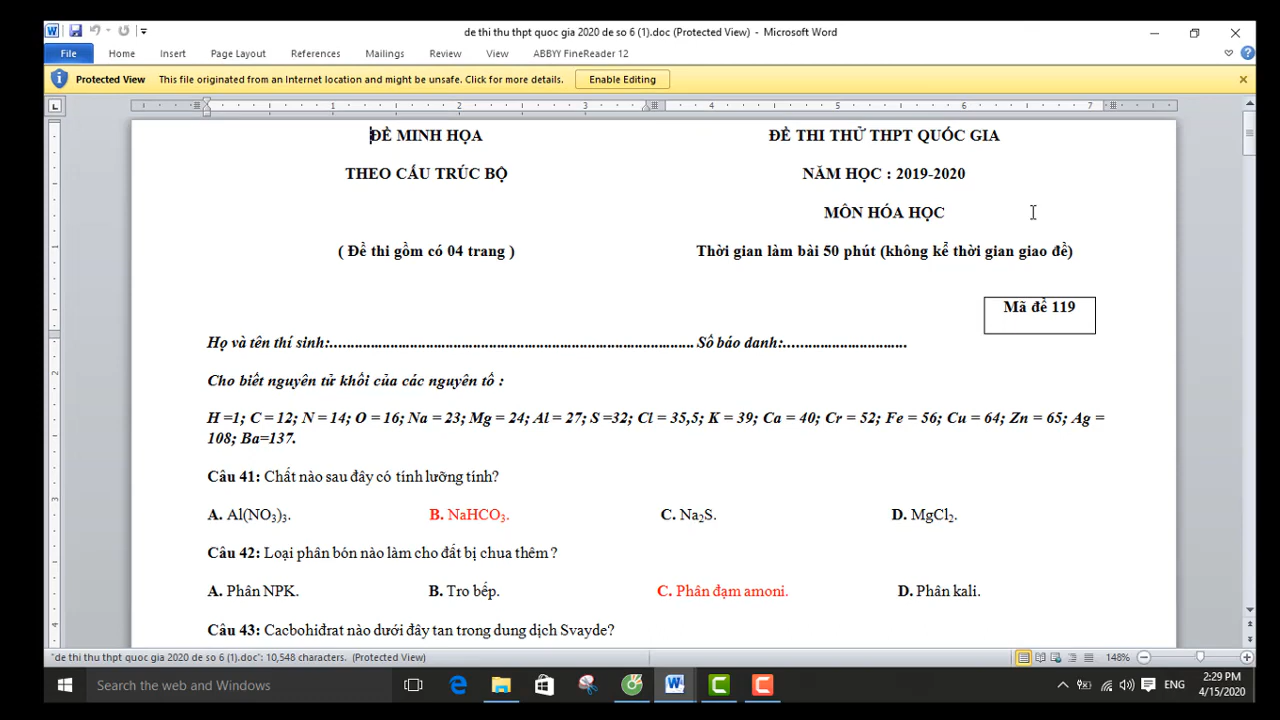 de thi thu thpt quoc gia 2020 de so 6 (1).doc (Protected View) - Microsoft Word
File Home Insert Page Layout References Mailings Review View ABBYY FineReader 12
Protected View This file originated from an Internet location and might be unsafe. Click for more details. Enable Editing
1 2 4 5 6 7
ĐỀ MINH HỌA ĐỀ THI THỬ THPT QUỐC GIA
THEO CẤU TRÚC BỘ NĂM HỌC : 2019-2020
MÔN HÓA HỌC
( Đề thi gồm có 04 trang ) Thời gian làm bài 50 phút (không kể thời gian giao đề)
Mã đề 119
Họ và tên thí sinh:................................................................................ Số báo danh:...............................
Cho biết nguyên tử khối của các nguyên tố :
H =1; C = 12; N = 14; O = 16; Na = 23; Mg = 24; Al = 27; S =32; Cl = 35,5; K = 39; Ca = 40; Cr = 52; Fe = 56; Cu = 64; Zn = 65; Ag =
108; Ba=137.
Câu 41: Chất nào sau đây có tính lưỡng tính?
A. Al(NO₃)₃. B. NaHCO₃. C. Na₂S. D. MgCl₂.
Câu 42: Loại phân bón nào làm cho đất bị chua thêm ?
A. Phân NPK. B. Tro bếp. C. Phân đạm amoni. D. Phân kali.
Câu 43: Cacbohiđrat nào dưới đây tan trong dung dịch Svayde?
"de thi thu thpt quoc gia 2020 de so 6 (1).doc": 10,548 characters. (Protected View) 148%
Search the web and Windows ENG 2:29 PM
4/15/2020